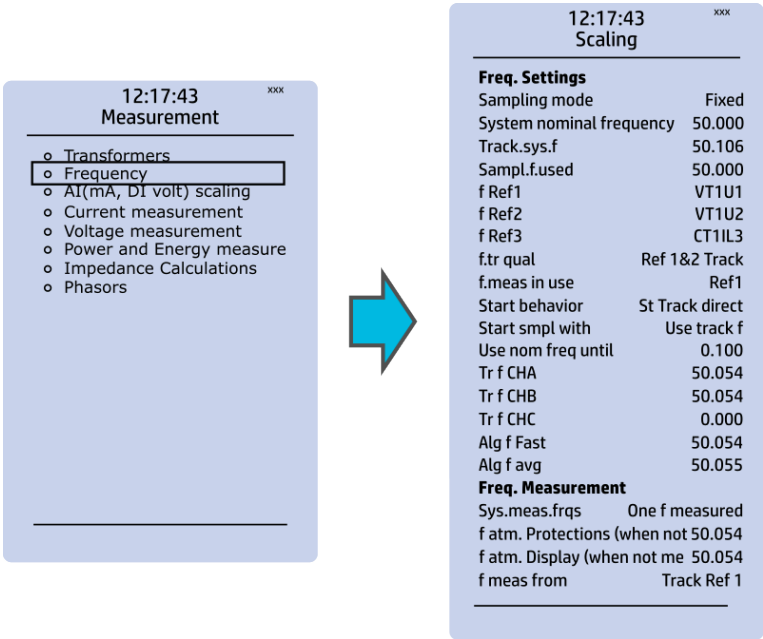 12:17:43 xxx
Measurement
Transformers
Frequency
AI(mA, DI volt) scaling
Current measurement
Voltage measurement
Power and Energy measure
Impedance Calculations
Phasors
12:17:43 xxx
Scaling
Freq. Settings
Sampling mode Fixed
System nominal frequency 50.000
Track.sys.f 50.106
Sampl.f.used 50.000
f Ref1 VT1U1
f Ref2 VT1U2
f Ref3 CT1IL3
f.tr qual Ref 1&2 Track
f.meas in use Ref1
Start behavior St Track direct
Start smpl with Use track f
Use nom freq until 0.100
Tr f CHA 50.054
Tr f CHB 50.054
Tr f CHC 0.000
Alg f Fast 50.054
Alg f avg 50.055
Freq. Measurement
Sys.meas.frqs One f measured
f atm. Protections (when not 50.054
f atm. Display (when not me 50.054
f meas from Track Ref 1